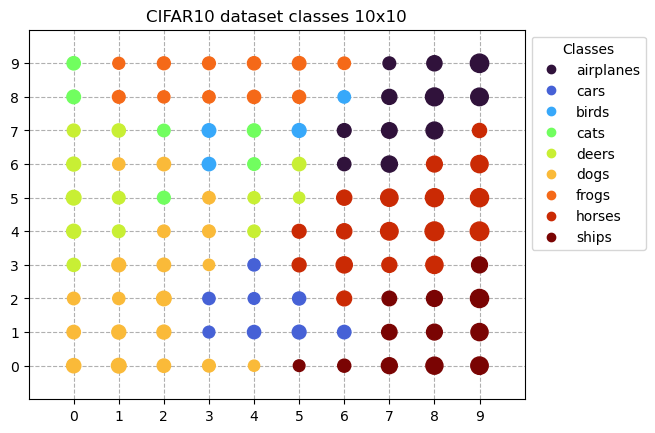 CIFAR10 dataset classes 10x10
9
8
7
6
5
4
3
2
1
0
0 1 2 3 4 5 6 7 8 9
Classes
airplanes
cars
birds
cats
deers
dogs
frogs
horses
ships